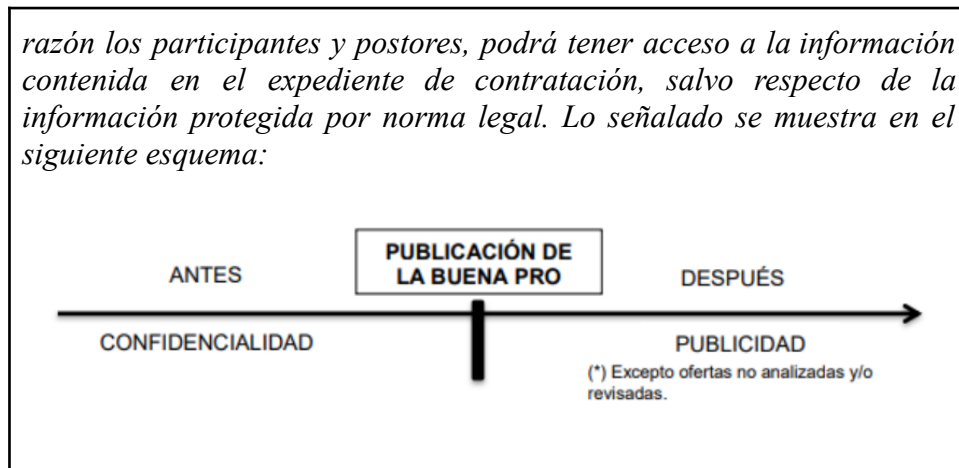 razón los participantes y postores, podrá tener acceso a la información
contenida en el expediente de contratación, salvo respecto de la
información protegida por norma legal. Lo señalado se muestra en el
siguiente esquema:
PUBLICACIÓN DE
LA BUENA PRO
ANTES
DESPUÉS
CONFIDENCIALIDAD
PUBLICIDAD
(*) Excepto ofertas no analizadas y/o
revisadas.